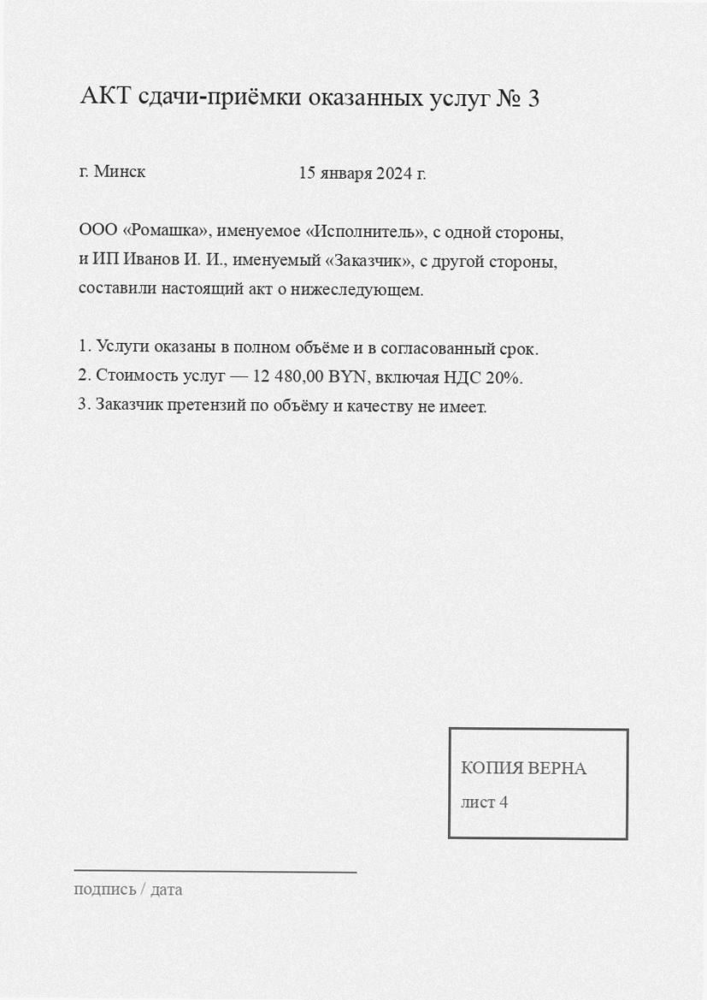 АКТ сдачи-приёмки оказанных услуг № 3
г. Минск 15 января 2024 г.
ООО «Ромашка», именуемое «Исполнитель», с одной стороны,
и ИП Иванов И. И., именуемый «Заказчик», с другой стороны,
составили настоящий акт о нижеследующем.
1. Услуги оказаны в полном объёме и в согласованный срок.
2. Стоимость услуг — 12 480,00 BYN, включая НДС 20%.
3. Заказчик претензий по объёму и качеству не имеет.
КОПИЯ ВЕРНА
лист 4
подпись / дата